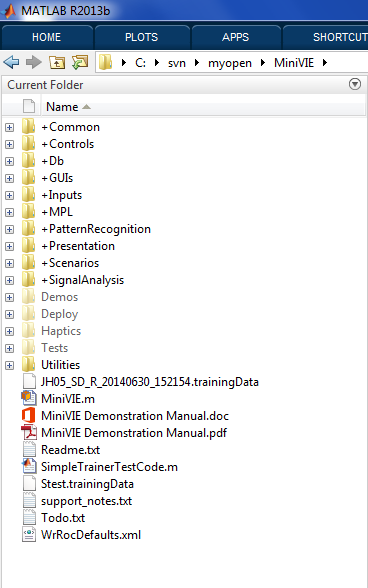 MATLAB R2013b
HOME PLOTS APPS SHORTCUT
C: svn myopen MiniVIE
Current Folder
Name
+Common
+Controls
+Db
+GUIs
+Inputs
+MPL
+PatternRecognition
+Presentation
+Scenarios
+SignalAnalysis
Demos
Deploy
Haptics
Tests
Utilities
JH05_SD_R_20140630_152154.trainingData
MiniVIE.m
MiniVIE Demonstration Manual.doc
MiniVIE Demonstration Manual.pdf
Readme.txt
SimpleTrainerTestCode.m
Stest.trainingData
support_notes.txt
Todo.txt
WrRocDefaults.xml